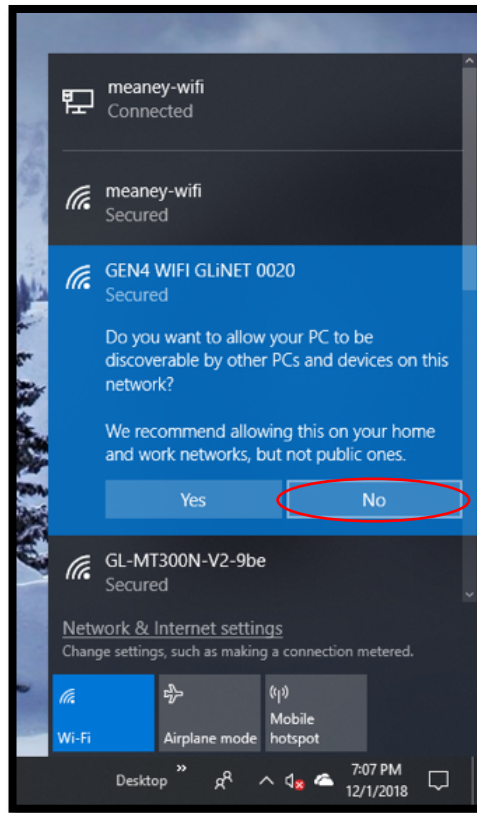 meaney-wifi
Connected
meaney-wifi
Secured
GEN4 WIFI GLiNET 0020
Secured
Do you want to allow your PC to be
discoverable by other PCs and devices on this
network?
We recommend allowing this on your home
and work networks, but not public ones.
Yes No
GL-MT300N-V2-9be
Secured
Network & Internet settings
Change settings, such as making a connection metered.
Wi-Fi Airplane mode Mobile
hotspot
Desktop 7:07 PM
12/1/2018